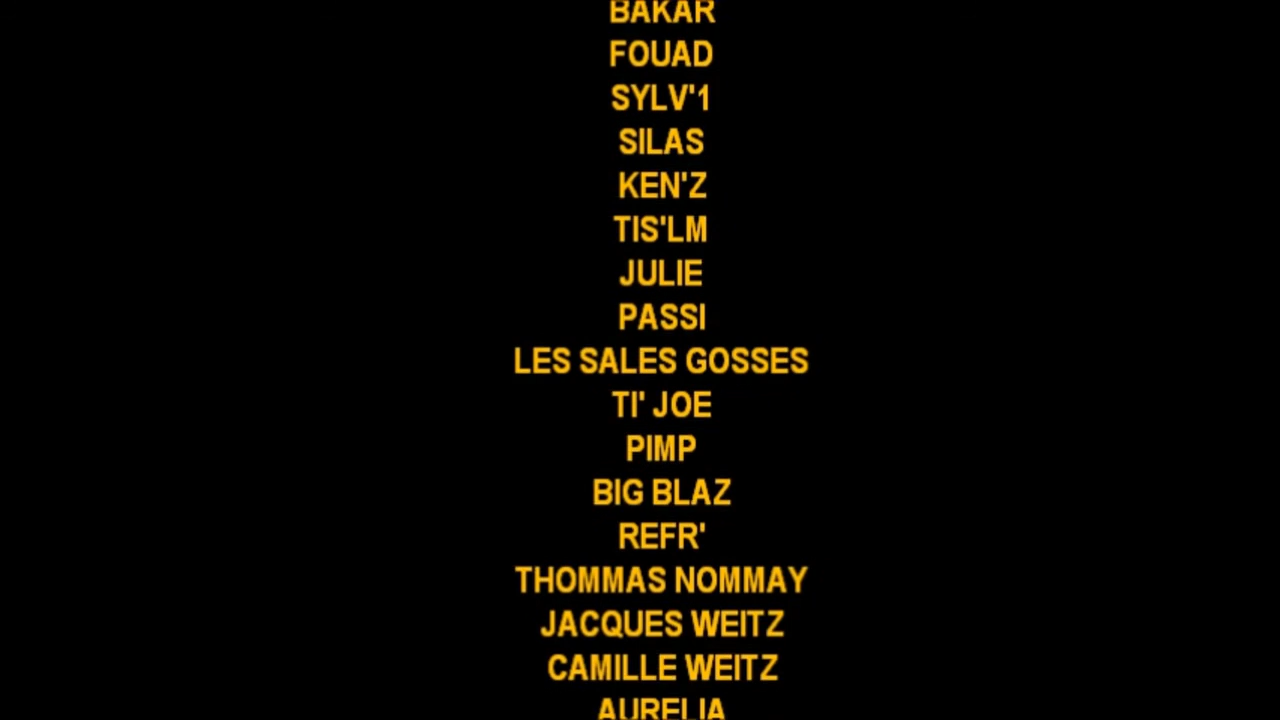 BAKAR
FOUAD
SYLV'1
SILAS
KEN'Z
TIS'LM
JULIE
PASSI
LES SALES GOSSES
TI' JOE
PIMP
BIG BLAZ
REFR'
THOMMAS NOMMAY
JACQUES WEITZ
CAMILLE WEITZ
AURELIA